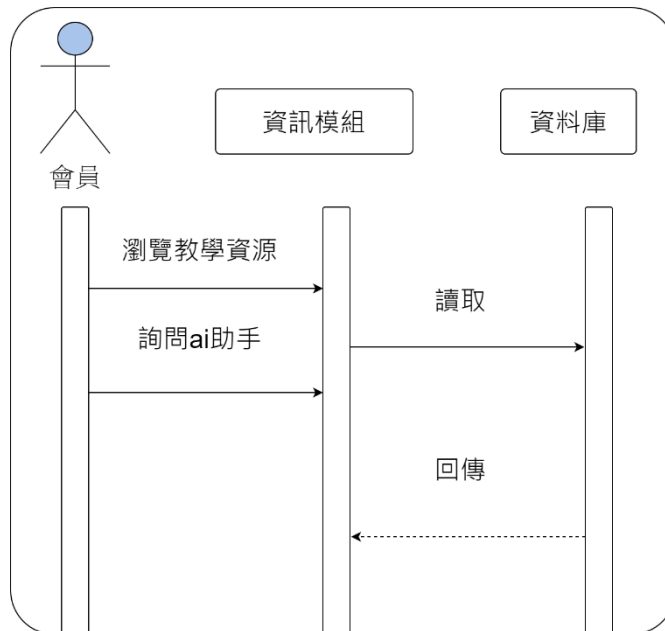 資訊模組
資料庫
會員
瀏覽教學資源
讀取
詢問ai助手
回傳